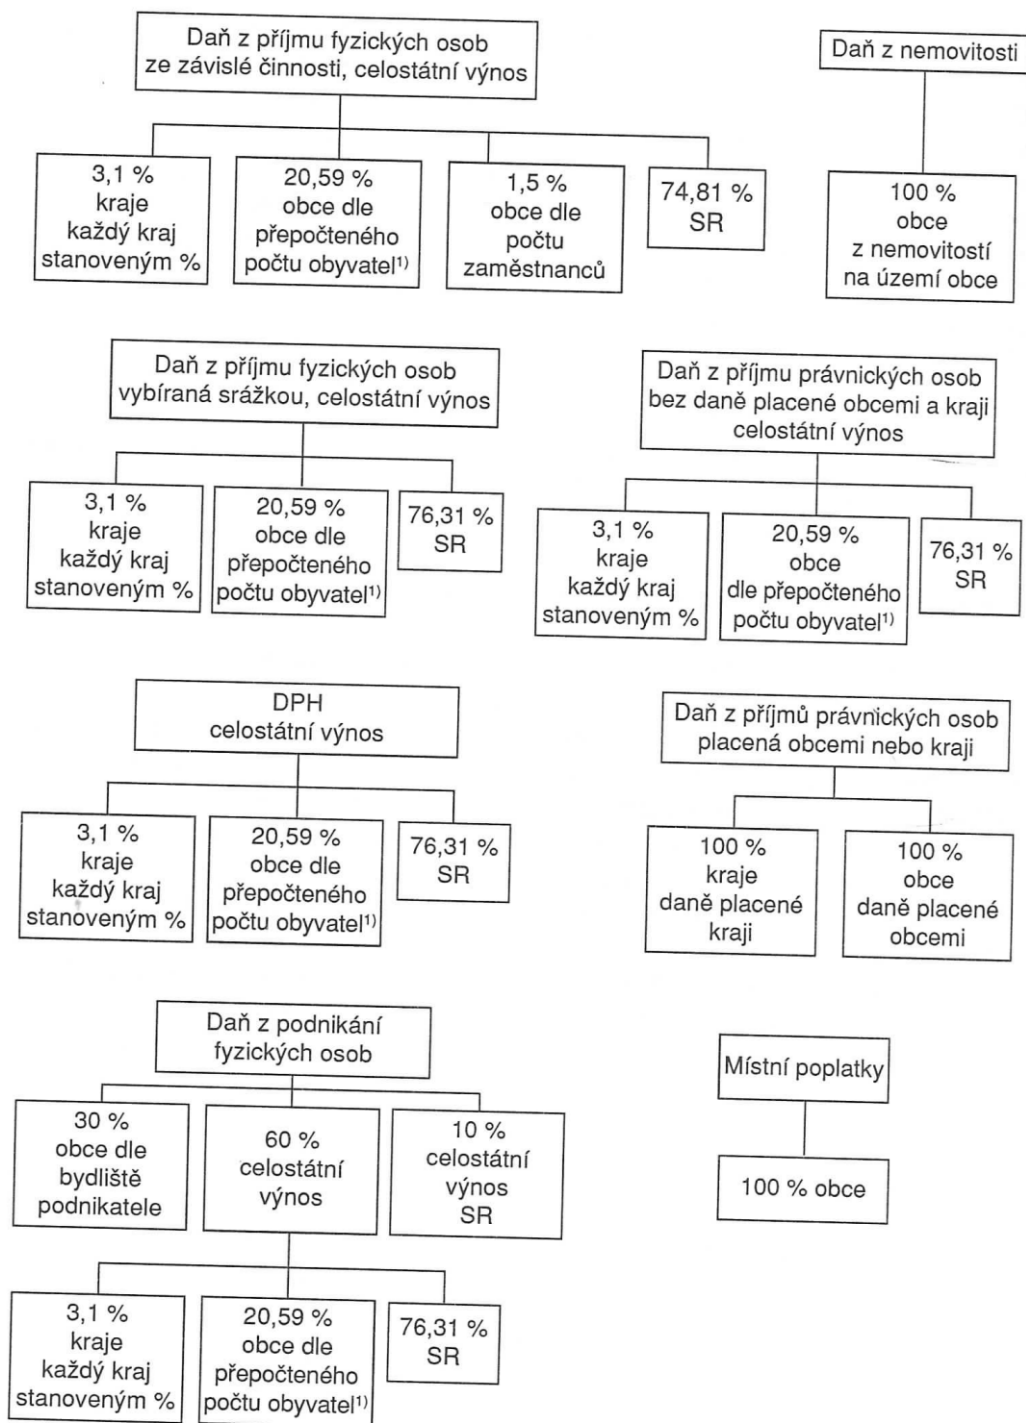 Daň z příjmu fyzických osob
ze závislé činnosti, celostátní výnos
3,1 %
kraje
každý kraj
stanoveným %
20,59 %
obce dle
přepočteného
počtu obyvatel¹⁾
1,5 %
obce dle
počtu
zaměstnanců
74,81 %
SR
Daň z nemovitosti
100 %
obce
z nemovitostí
na území obce
Daň z příjmu fyzických osob
vybíraná srážkou, celostátní výnos
3,1 %
kraje
každý kraj
stanoveným %
20,59 %
obce dle
přepočteného
počtu obyvatel¹⁾
76,31 %
SR
Daň z příjmu právnických osob
bez daně placené obcemi a kraji
celostátní výnos
3,1 %
kraje
každý kraj
stanoveným %
20,59 %
obce
dle přepočteného
počtu obyvatel¹⁾
76,31 %
SR
DPH
celostátní výnos
3,1 %
kraje
každý kraj
stanoveným %
20,59 %
obce dle
přepočteného
počtu obyvatel¹⁾
76,31 %
SR
Daň z příjmů právnických osob
placená obcemi nebo kraji
100 %
kraje
daně placené
kraji
100 %
obce
daně placené
obcemi
Daň z podnikání
fyzických osob
30 %
obce dle
bydliště
podnikatele
60 %
celostátní
výnos
10 %
celostátní
výnos
SR
3,1 %
kraje
každý kraj
stanoveným %
20,59 %
obce dle
přepočteného
počtu obyvatel¹⁾
76,31 %
SR
Místní poplatky
100 % obce